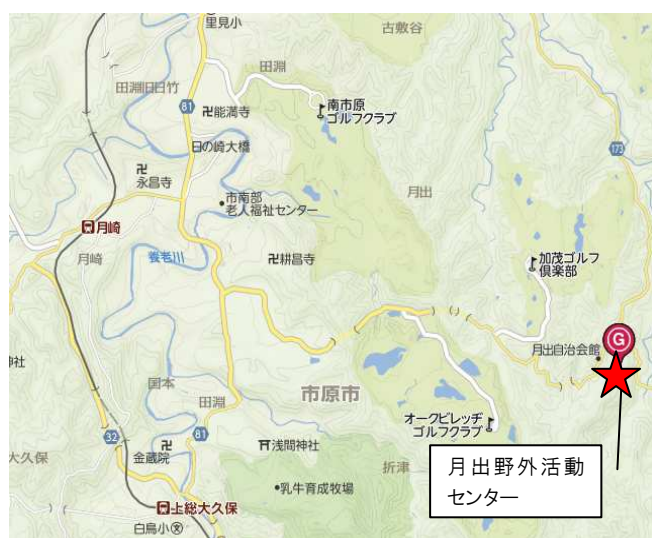 里見小
古敷谷
田淵
田淵旧日竹
81
卍能満寺
南市原
ゴルフクラブ
日の崎大橋
173
卍
永昌寺
月出
市南部
老人福祉センター
月崎
養老川
卍耕昌寺
加茂ゴルフ
倶楽部
月崎
G
月出自治会館
神社
国本
市原市
田淵
オークビレッヂ
ゴルフクラブ
32
81
大久保
卍
金蔵院
浅間神社
折津
月出野外活動
センター
乳牛育成牧場
上総大久保
白鳥小文